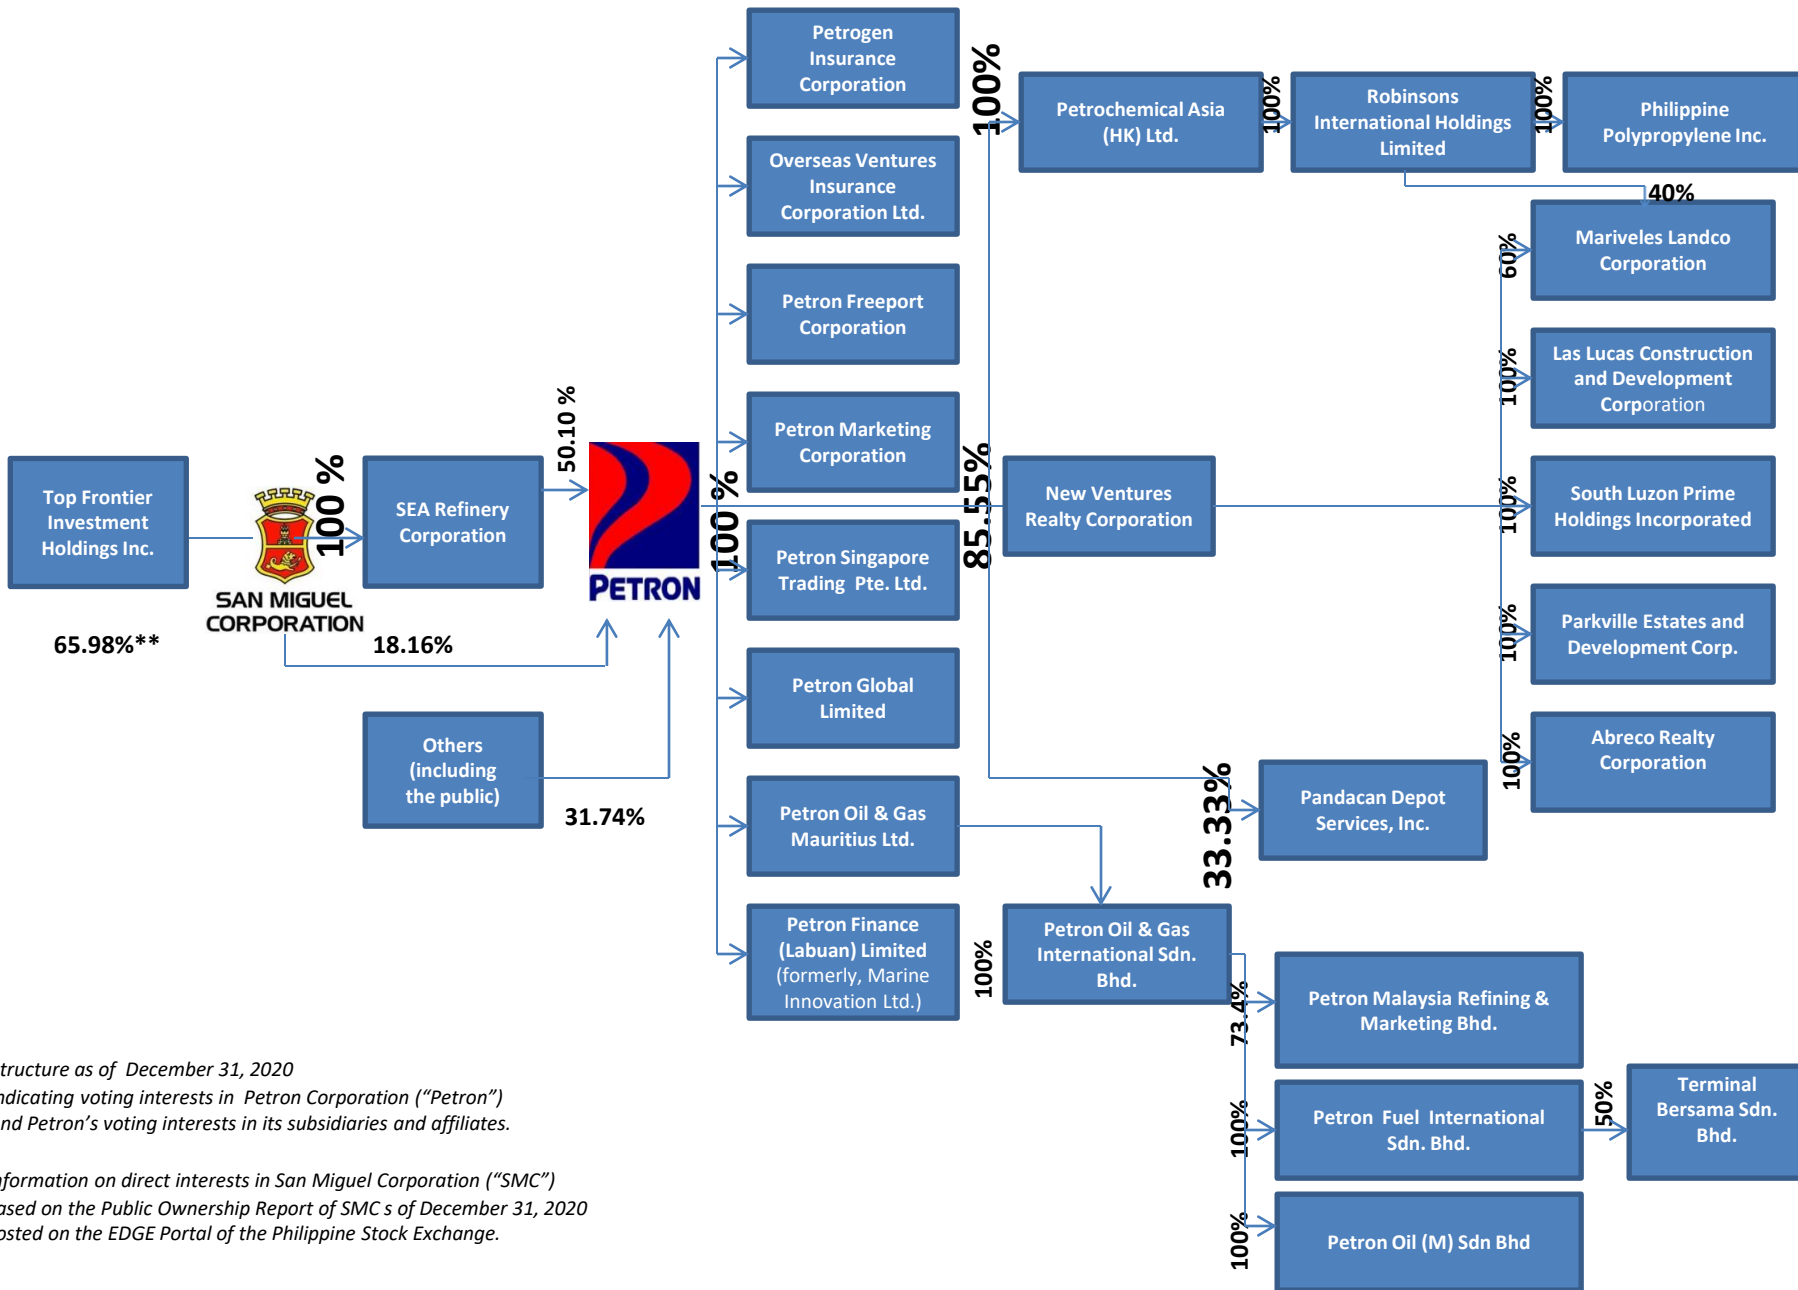 Petrogen
Insurance
Corporation
Overseas Ventures
Insurance
Corporation Ltd.
Petron Freeport
Corporation
Petron Marketing
Corporation
Petron Singapore
Trading Pte. Ltd.
Petron Global
Limited
Petron Oil & Gas
Mauritius Ltd.
Petron Finance
(Labuan) Limited
(formerly, Marine
Innovation Ltd.)
Top Frontier
Investment
Holdings Inc.
65.98%**
SAN MIGUEL
CORPORATION
100 %
SEA Refinery
Corporation
18.16%
50.10 %
PETRON
Others
(including
the public)
31.74%
100 %
100%
Petrochemical Asia
(HK) Ltd.
100%
Robinsons
International Holdings
Limited
100%
Philippine
Polypropylene Inc.
40%
85.55%
New Ventures
Realty Corporation
60%
Mariveles Landco
Corporation
100%
Las Lucas Construction
and Development
Corporation
100%
South Luzon Prime
Holdings Incorporated
100%
Parkville Estates and
Development Corp.
100%
Abreco Realty
Corporation
33.33%
Pandacan Depot
Services, Inc.
100%
Petron Oil & Gas
International Sdn.
Bhd.
73.4%
Petron Malaysia Refining &
Marketing Bhd.
100%
Petron Fuel International
Sdn. Bhd.
50%
Terminal
Bersama Sdn.
Bhd.
100%
Petron Oil (M) Sdn Bhd
tructure as of December 31, 2020
ndicating voting interests in Petron Corporation (“Petron”)
nd Petron’s voting interests in its subsidiaries and affiliates.
nformation on direct interests in San Miguel Corporation (“SMC”)
ased on the Public Ownership Report of SMC s of December 31, 2020
osted on the EDGE Portal of the Philippine Stock Exchange.